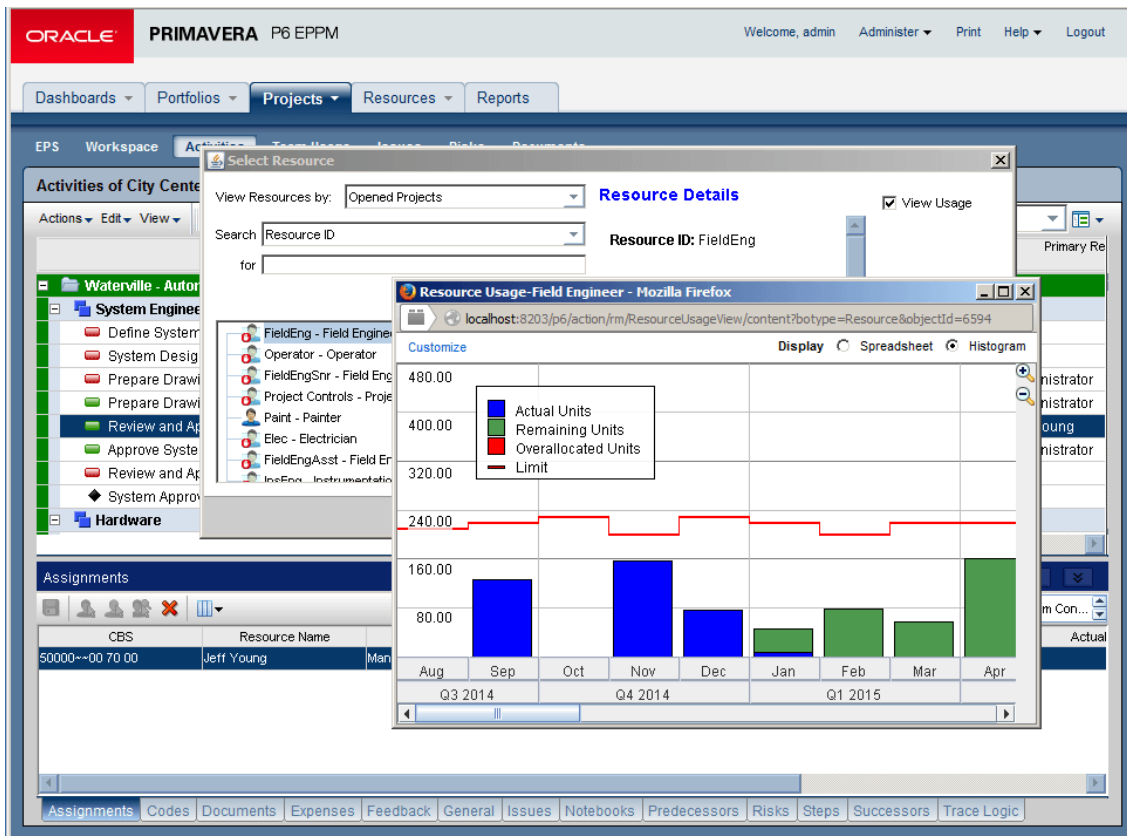 ORACLE PRIMAVERA P6 EPPM Welcome, admin Administer Print Help Logout
Dashboards Portfolios Projects Resources Reports
EPS Workspace
Select Resource
Activities of City Cente
View Resources by: Opened Projects Resource Details View Usage
Actions Edit View
Search Resource ID Resource ID: FieldEng
Primary Re
for
Waterville - Autor
System Enginee
Define System
System Desig
Prepare Drawi nistrator
Prepare Drawi nistrator
Review and Ap oung
Approve Syste nistrator
Review and Ap
System Approv
Hardware
FieldEng - Field Enginee
Operator - Operator
FieldEngSnr - Field Eng
Project Controls - Proje
Paint - Painter
Elec - Electrician
FieldEngAsst - Field Er
Resource Usage-Field Engineer - Mozilla Firefox
localhost:8203/p6/action/rm/ResourceUsageView/content?botype=Resource&objectId=6594
Customize Display Spreadsheet Histogram
480.00
400.00
320.00
240.00
160.00
80.00
Actual Units
Remaining Units
Overallocated Units
Limit
Aug Sep Oct Nov Dec Jan Feb Mar Apr
Q3 2014 Q4 2014 Q1 2015
Assignments
m Con...
CBS Resource Name Actual
50000~~00 70 00 Jeff Young Man
Assignments Codes Documents Expenses Feedback General Issues Notebooks Predecessors Risks Steps Successors Trace Logic